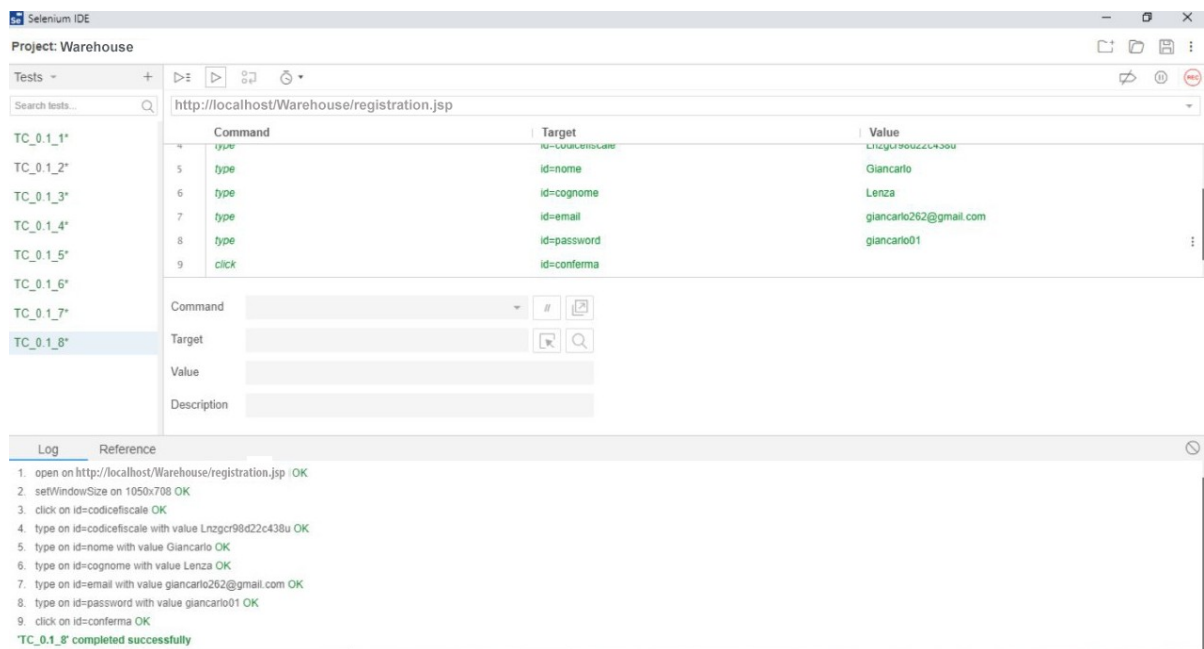 Se Selenium IDE
Project: Warehouse
Tests
Search tests...
REC
http://localhost/Warehouse/registration.jsp
TC_0.1_1*
TC_0.1_2*
TC_0.1_3*
TC_0.1_4*
TC_0.1_5*
TC_0.1_6*
TC_0.1_7*
TC_0.1_8*
Command Target Value
4 type id=codicefiscale Lnzgcr98d22c438u
5 type id=nome Giancarlo
6 type id=cognome Lenza
7 type id=email giancarlo262@gmail.com
8 type id=password giancarlo01
9 click id=conferma
Command //
Target
Value
Description
Log Reference
1. open on http://localhost/Warehouse/registration.jsp OK
2. setWindowSize on 1050x708 OK
3. click on id=codicefiscale OK
4. type on id=codicefiscale with value Lnzgcr98d22c438u OK
5. type on id=nome with value Giancarlo OK
6. type on id=cognome with value Lenza OK
7. type on id=email with value giancarlo262@gmail.com OK
8. type on id=password with value giancarlo01 OK
9. click on id=conferma OK
'TC_0.1_8' completed successfully